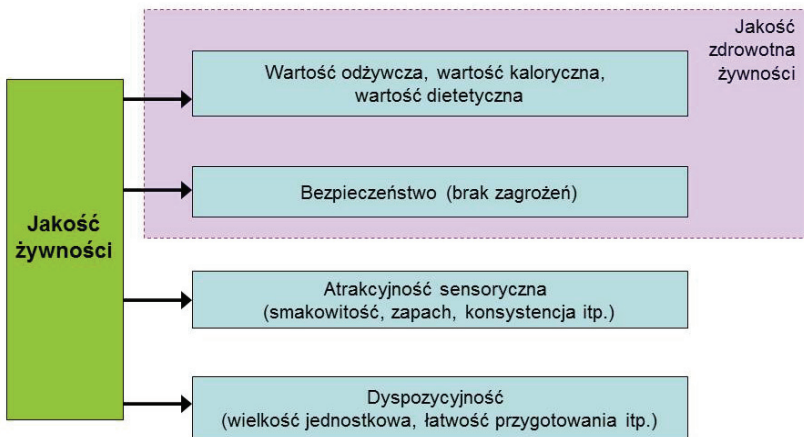 Jakość
zdrowotna
żywności
Wartość odżywcza, wartość kaloryczna,
wartość dietetyczna
Bezpieczeństwo (brak zagrożeń)
Jakość
żywności
Atrakcyjność sensoryczna
(smakowitość, zapach, konsystencja itp.)
Dyspozycyjność
(wielkość jednostkowa, łatwość przygotowania itp.)